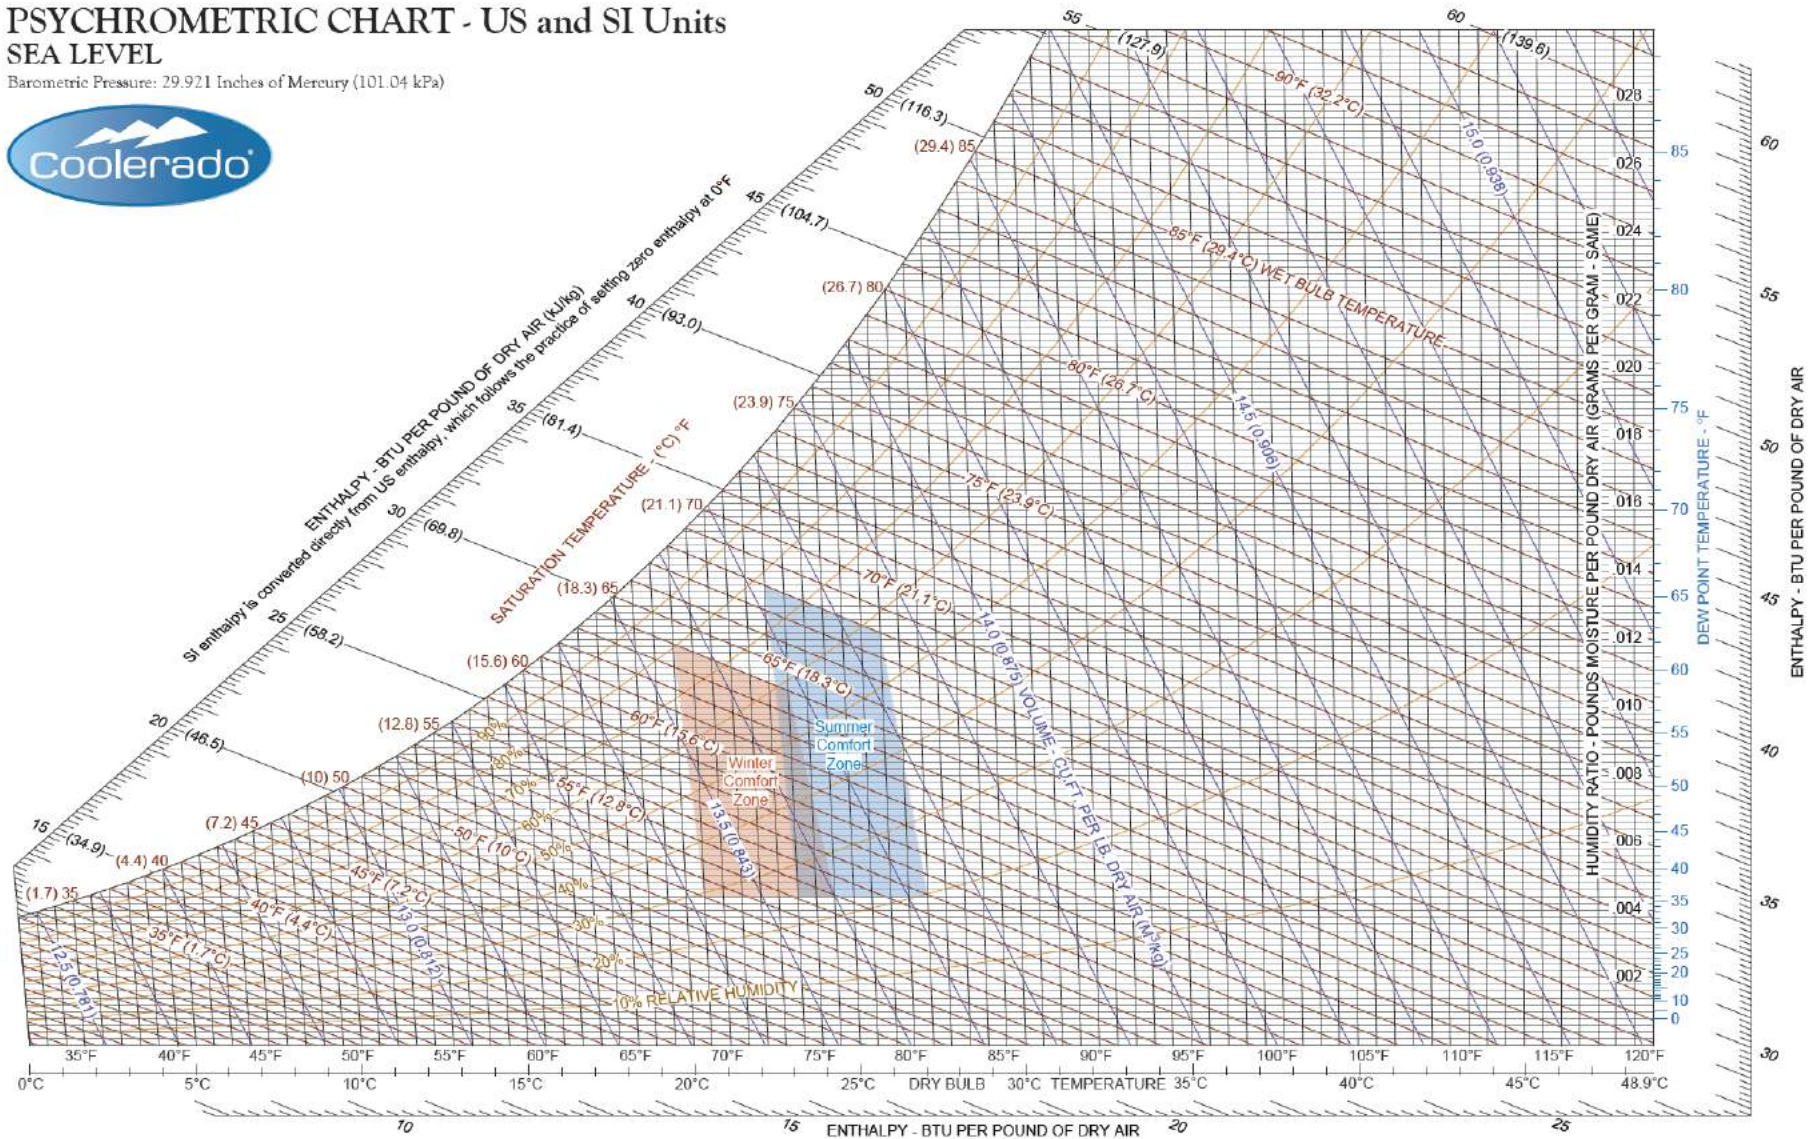 PSYCHROMETRIC CHART - US and SI Units
SEA LEVEL
Barometric Pressure: 29.921 Inches of Mercury (101.04 kPa)
Coolerado
ENTHALPY - BTU PER POUND OF DRY AIR (kJ/kg)
SI enthalpy is converted directly from US enthalpy, which follows the practice of setting zero enthalpy at 0°F
15 (34.9)
20 (46.5)
25 (58.2)
30 (69.8)
35 (81.4)
40 (93.0)
45 (104.7)
50 (116.3)
55 (127.9)
60 (139.6)
SATURATION TEMPERATURE - (°C) °F
(1.7) 35
(4.4) 40
(7.2) 45
(10) 50
(12.8) 55
(15.6) 60
(18.3) 65
(21.1) 70
(23.9) 75
(26.7) 80
(29.4) 85
90°F (32.2°C)
85°F (29.4°C) WET BULB TEMPERATURE
80°F (26.7°C)
75°F (23.9°C)
70°F (21.1°C)
65°F (18.3°C)
60°F (15.6°C)
55°F (12.8°C)
50°F (10°C)
45°F (7.2°C)
40°F (4.4°C)
35°F (1.7°C)
15.0 (0.938)
14.5 (0.906)
14.0 (0.875) VOLUME - CU.FT. PER LB. DRY AIR (M³/kg)
13.5 (0.843)
13.0 (0.812)
12.5 (0.781)
90%
80%
70%
60%
50%
40%
30%
20%
10% RELATIVE HUMIDITY
Winter
Comfort
Zone
Summer
Comfort
Zone
HUMIDITY RATIO - POUNDS MOISTURE PER POUND DRY AIR (GRAMS PER GRAM - SAME)
.028
.026
.024
.022
.020
.018
.016
.014
.012
.010
.008
.006
.004
.002
DEW POINT TEMPERATURE - °F
85
80
75
70
65
60
55
50
45
40
35
30
25
20
10
0
ENTHALPY - BTU PER POUND OF DRY AIR
60
55
50
45
40
35
30
35°F 40°F 45°F 50°F 55°F 60°F 65°F 70°F 75°F 80°F 85°F 90°F 95°F 100°F 105°F 110°F 115°F 120°F
0°C 5°C 10°C 15°C 20°C 25°C DRY BULB 30°C TEMPERATURE 35°C 40°C 45°C 48.9°C
10 15 ENTHALPY - BTU PER POUND OF DRY AIR 20 25